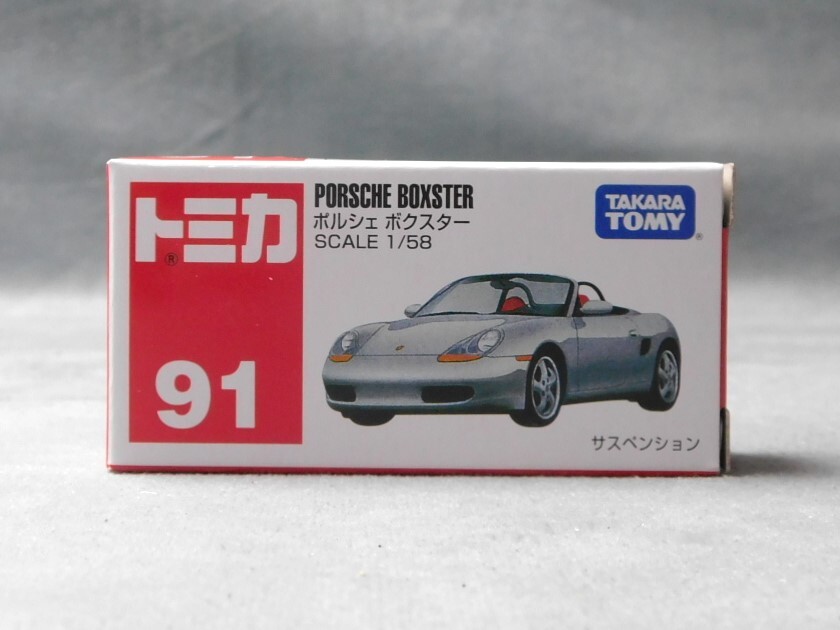 トミカ
®
91
PORSCHE BOXSTER
ポルシェ ボクスター
SCALE 1/58
TAKARA
TOMY
®
サスペンション